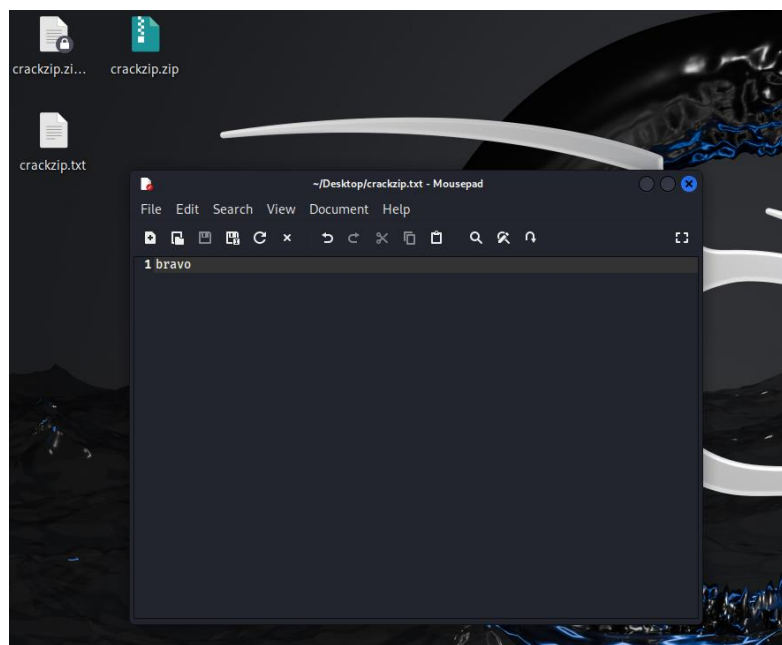 crackzip.zi...
crackzip.zip
crackzip.txt
~/Desktop/crackzip.txt - Mousepad
File Edit Search View Document Help
1 bravo